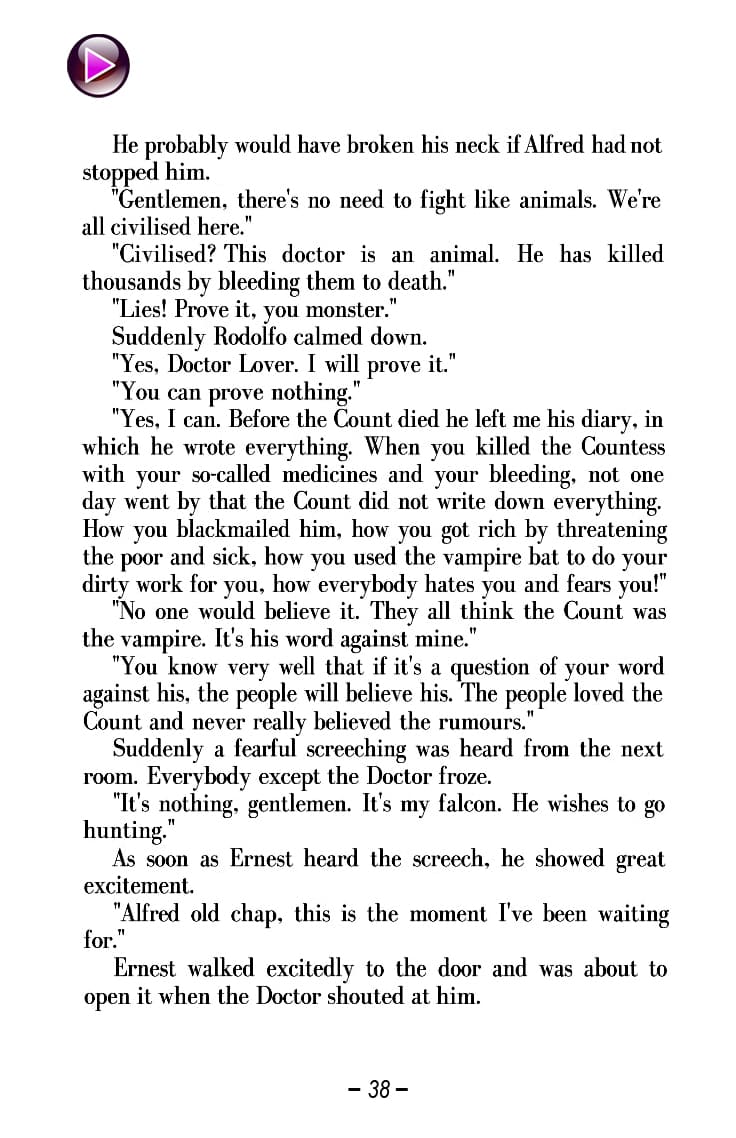 He probably would have broken his neck if Alfred had not
stopped him.
"Gentlemen, there's no need to fight like animals. We're
all civilised here."
"Civilised? This doctor is an animal. He has killed
thousands by bleeding them to death."
"Lies! Prove it, you monster."
Suddenly Rodolfo calmed down.
"Yes, Doctor Lover. I will prove it."
"You can prove nothing."
"Yes, I can. Before the Count died he left me his diary, in
which he wrote everything. When you killed the Countess
with your so-called medicines and your bleeding, not one
day went by that the Count did not write down everything.
How you blackmailed him, how you got rich by threatening
the poor and sick, how you used the vampire bat to do your
dirty work for you, how everybody hates you and fears you!"
"No one would believe it. They all think the Count was
the vampire. It's his word against mine."
"You know very well that if it's a question of your word
against his, the people will believe his. The people loved the
Count and never really believed the rumours."
Suddenly a fearful screeching was heard from the next
room. Everybody except the Doctor froze.
"It's nothing, gentlemen. It's my falcon. He wishes to go
hunting."
As soon as Ernest heard the screech, he showed great
excitement.
"Alfred old chap, this is the moment I've been waiting
for."
Ernest walked excitedly to the door and was about to
open it when the Doctor shouted at him.
– 38 –